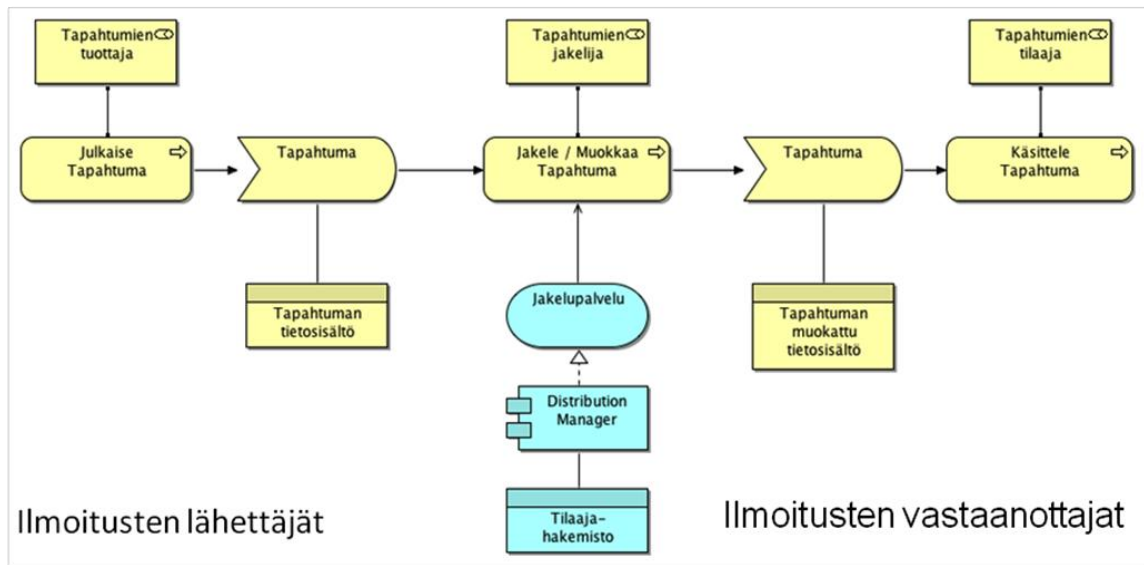 Tapahtumien
tuottaja
Tapahtumien
jakelija
Tapahtumien
tilaaja
Julkaise
Tapahtuma
Tapahtuma
Jakele / Muokkaa
Tapahtuma
Tapahtuma
Käsittele
Tapahtuma
Tapahtuman
tietosisältö
Jakelupalvelu
Tapahtuman
muokattu
tietosisältö
Distribution
Manager
Tilaaja-
hakemisto
Ilmoitusten lähettäjät
Ilmoitusten vastaanottajat